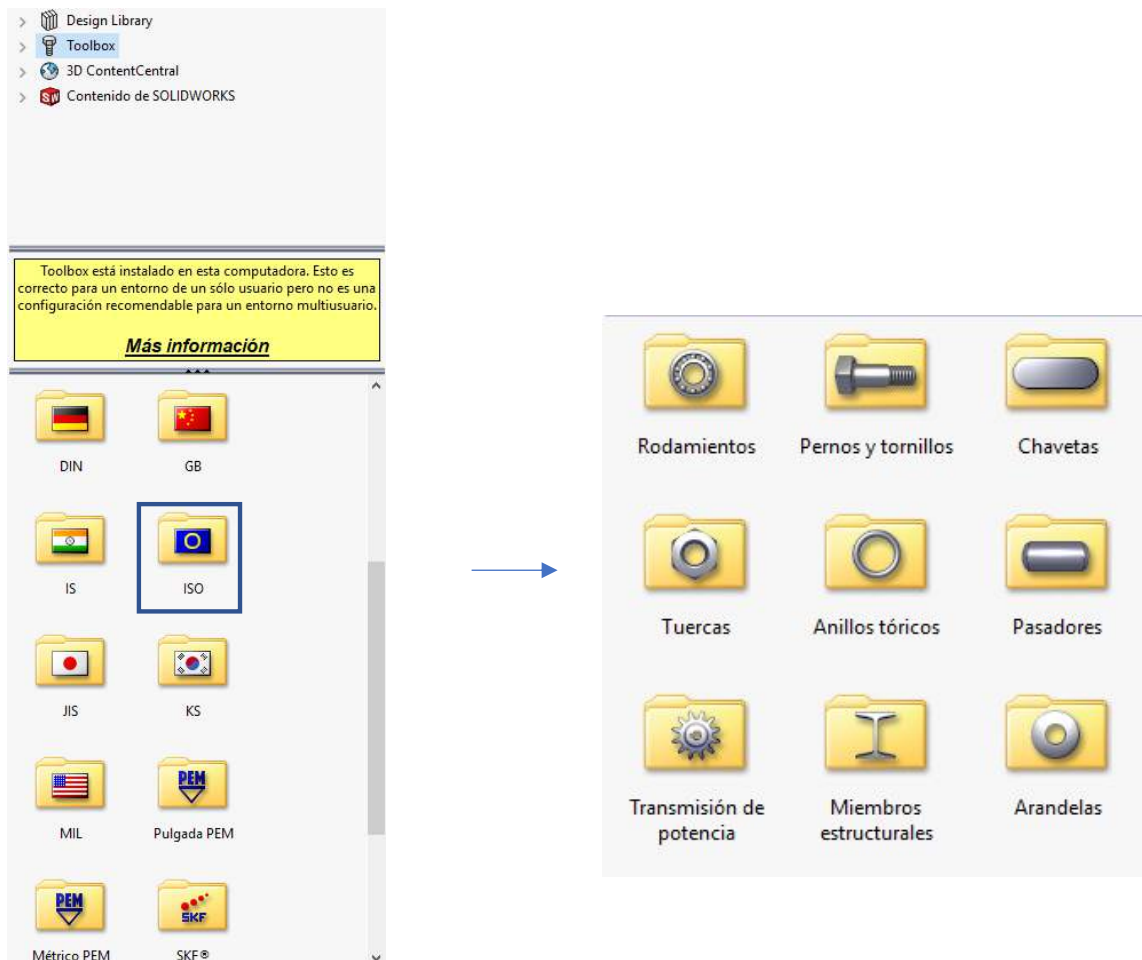 Design Library
Toolbox
3D ContentCentral
SW Contenido de SOLIDWORKS
Toolbox está instalado en esta computadora. Esto es
correcto para un entorno de un sólo usuario pero no es una
configuración recomendable para un entorno multiusuario.
Más información
DIN
GB
IS
ISO
JIS
KS
PEM
MIL
Pulgada PEM
PEM
SKF
Métrico PEM
SKF®
Rodamientos
Pernos y tornillos
Chavetas
Tuercas
Anillos tóricos
Pasadores
Transmisión de
potencia
Miembros
estructurales
Arandelas